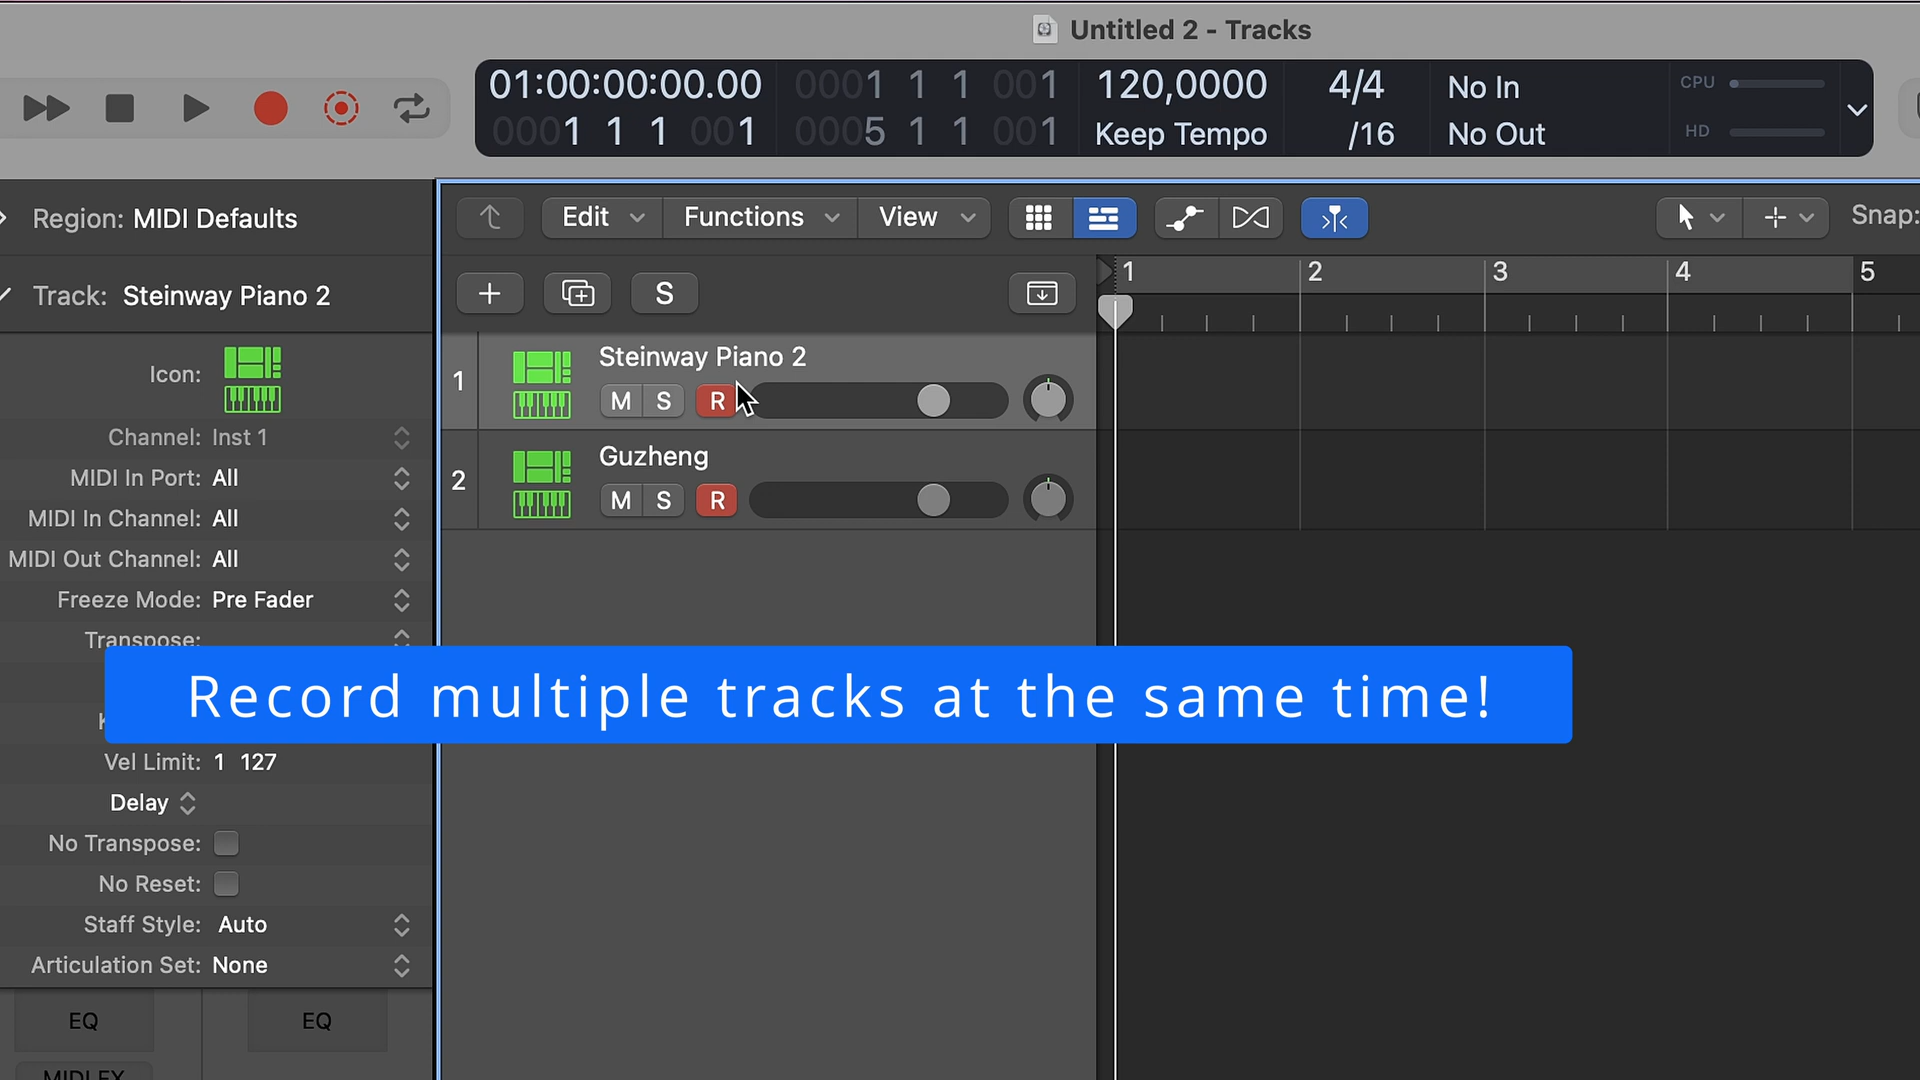 Untitled 2 - Tracks
01:00:00:00.00 0001 1 1 001 120,0000 4/4 No In CPU
0001 1 1 001 0005 1 1 001 Keep Tempo /16 No Out HD
Region: MIDI Defaults
Edit Functions View Snap:
Track: Steinway Piano 2
S
1 2 3 4 5
Icon:
1 Steinway Piano 2
M S R
Channel: Inst 1
2 Guzheng
M S R
MIDI In Port: All
MIDI In Channel: All
MIDI Out Channel: All
Freeze Mode: Pre Fader
Transpose:
Record multiple tracks at the same time!
Vel Limit: 1 127
Delay
No Transpose:
No Reset:
Staff Style: Auto
Articulation Set: None
EQ EQ